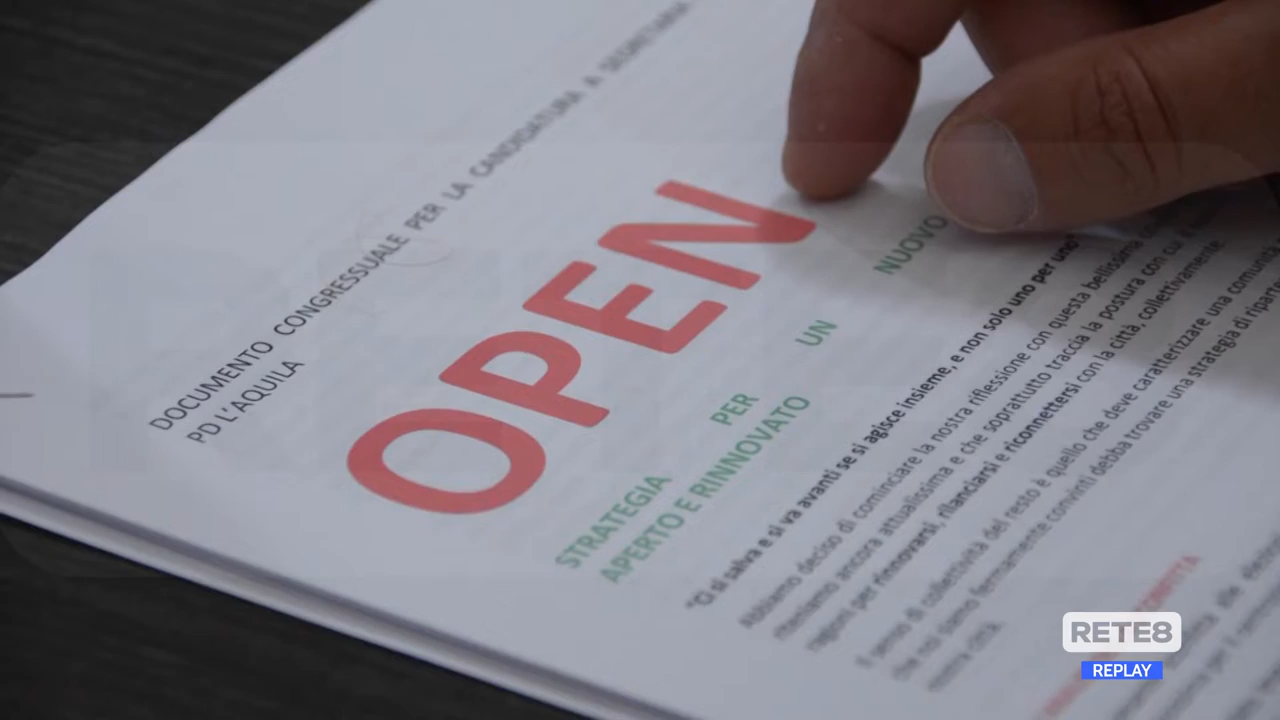 DOCUMENTO CONGRESSUALE PER LA CANDIDATURA A SEGRETARIA
PD L'AQUILA
OPEN
STRATEGIA PER UN NUOVO
APERTO E RINNOVATO
"Ci si salva e si va avanti se si agisce insieme, e non solo uno per uno"
Abbiamo deciso di cominciare la nostra riflessione con questa bellissima
riteniamo ancora attualissima e che soprattutto traccia la postura con cui
ragioni per rinnovarsi, rilanciarsi e riconnettersi con la città, collettivamente.
Il senso di collettività del resto è quello che deve caratterizzare una comunità
che noi siamo fermamente convinti debba trovare una strategia di
nostra città.
RETE8
REPLAY